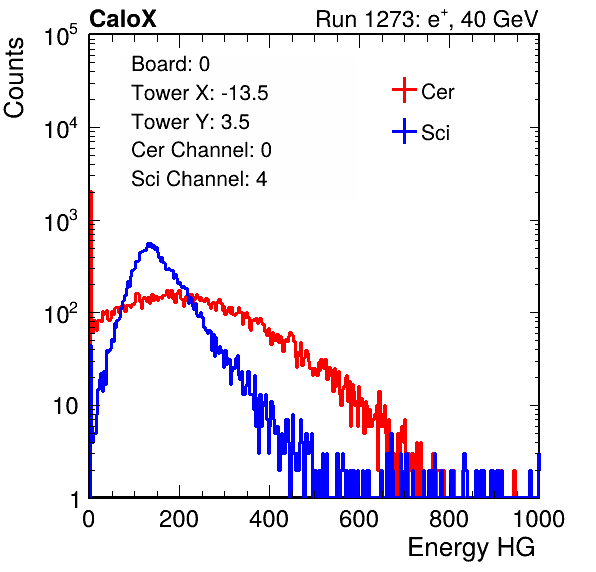 CaloX Run 1273: e⁺, 40 GeV
Counts
10⁵
10⁴
10³
10²
10
1
Board: 0
Tower X: -13.5
Tower Y: 3.5
Cer Channel: 0
Sci Channel: 4
Cer
Sci
0 200 400 600 800 1000
Energy HG